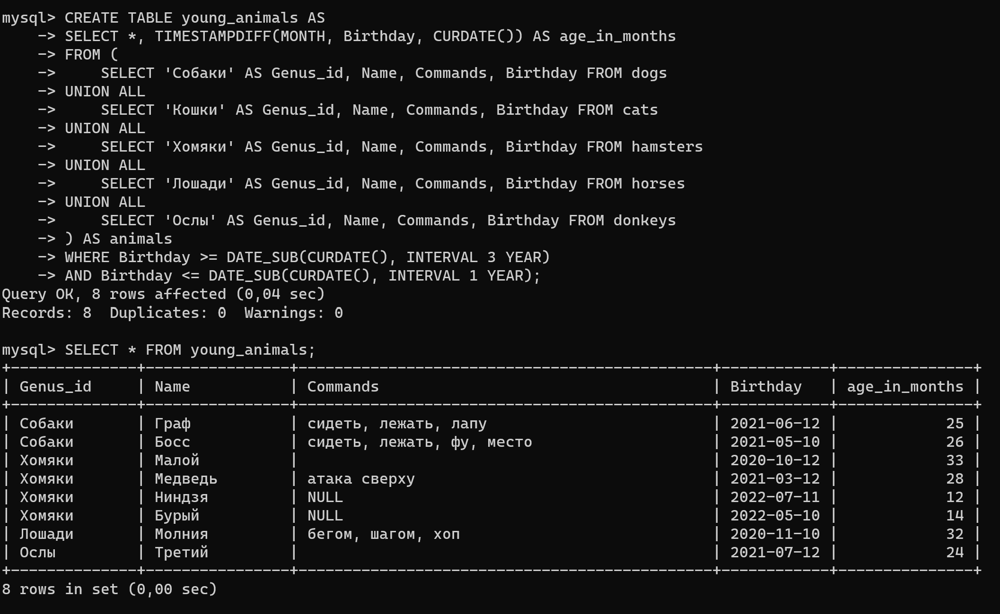 mysql> CREATE TABLE young_animals AS
    -> SELECT *, TIMESTAMPDIFF(MONTH, Birthday, CURDATE()) AS age_in_months
    -> FROM (
    ->     SELECT 'Собаки' AS Genus_id, Name, Commands, Birthday FROM dogs
    -> UNION ALL
    ->     SELECT 'Кошки' AS Genus_id, Name, Commands, Birthday FROM cats
    -> UNION ALL
    ->     SELECT 'Хомяки' AS Genus_id, Name, Commands, Birthday FROM hamsters
    -> UNION ALL
    ->     SELECT 'Лошади' AS Genus_id, Name, Commands, Birthday FROM horses
    -> UNION ALL
    ->     SELECT 'Ослы' AS Genus_id, Name, Commands, Birthday FROM donkeys
    -> ) AS animals
    -> WHERE Birthday >= DATE_SUB(CURDATE(), INTERVAL 3 YEAR)
    -> AND Birthday <= DATE_SUB(CURDATE(), INTERVAL 1 YEAR);
Query OK, 8 rows affected (0,04 sec)
Records: 8  Duplicates: 0  Warnings: 0

mysql> SELECT * FROM young_animals;
+--------------+----------------+----------------------------------------------+------------+---------------+
| Genus_id     | Name           | Commands                                     | Birthday   | age_in_months |
+--------------+----------------+----------------------------------------------+------------+---------------+
| Собаки       | Граф           | сидеть, лежать, лапу                         | 2021-06-12 |            25 |
| Собаки       | Босс           | сидеть, лежать, фу, место                    | 2021-05-10 |            26 |
| Хомяки       | Малой          |                                              | 2020-10-12 |            33 |
| Хомяки       | Медведь        | атака сверху                                 | 2021-03-12 |            28 |
| Хомяки       | Ниндзя         | NULL                                         | 2022-07-11 |            12 |
| Хомяки       | Бурый          | NULL                                         | 2022-05-10 |            14 |
| Лошади       | Молния         | бегом, шагом, хоп                            | 2020-11-10 |            32 |
| Ослы         | Третий         |                                              | 2021-07-12 |            24 |
+--------------+----------------+----------------------------------------------+------------+---------------+
8 rows in set (0,00 sec)